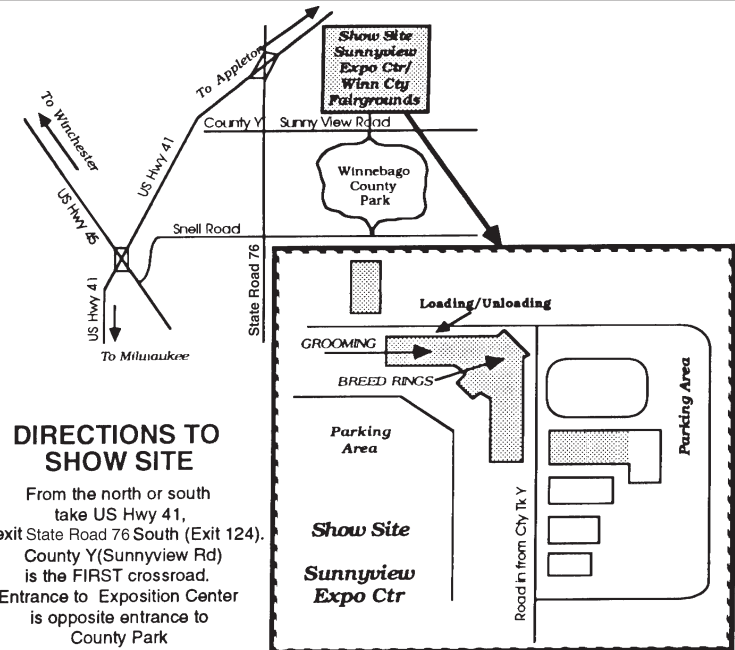 To Appleton
Show Site
Sunnyview
Expo Ctr/
Winn Cty
Fairgrounds
To Winchester
US Hwy 41
County Y
Sunny View Road
Winnebago
County
Park
US Hwy 45
Snell Road
State Road 76
US Hwy 41
To Milwaukee
Loading/Unloading
GROOMING
BREED RINGS
Parking
Area
Parking Area
Show Site
Sunnyview
Expo Ctr
Road in from Cty Tk Y
DIRECTIONS TO
SHOW SITE
From the north or south
take US Hwy 41,
exit State Road 76 South (Exit 124).
County Y(Sunnyview Rd)
is the FIRST crossroad.
Entrance to Exposition Center
is opposite entrance to
County Park